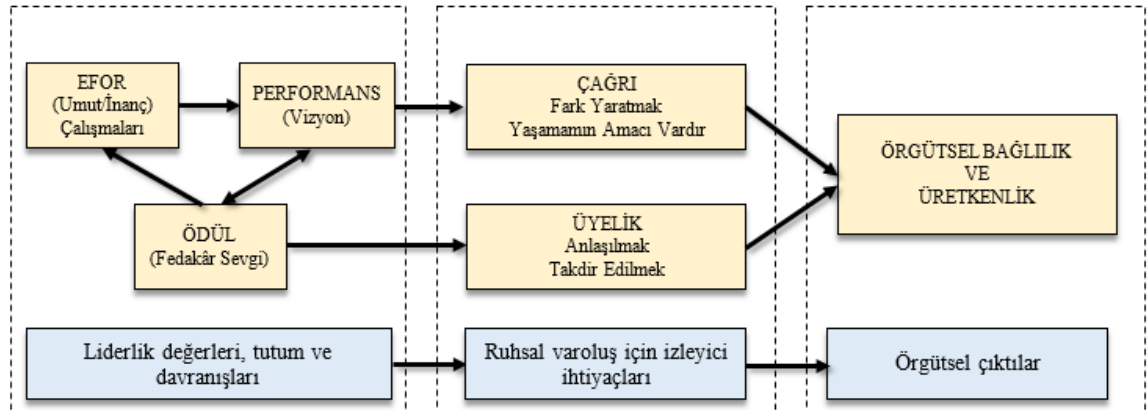 EFOR
(Umut/İnanç)
Çalışmaları
PERFORMANS
(Vizyon)
ÖDÜL
(Fedakâr Sevgi)
ÇAĞRI
Fark Yaratmak
Yaşamamın Amacı Vardır
ÜYELİK
Anlaşılmak
Takdir Edilmek
ÖRGÜTSEL BAĞLILIK
VE
ÜRETKENLİK
Liderlik değerleri, tutum ve
davranışları
Ruhsal varoluş için izleyici
ihtiyaçları
Örgütsel çıktılar